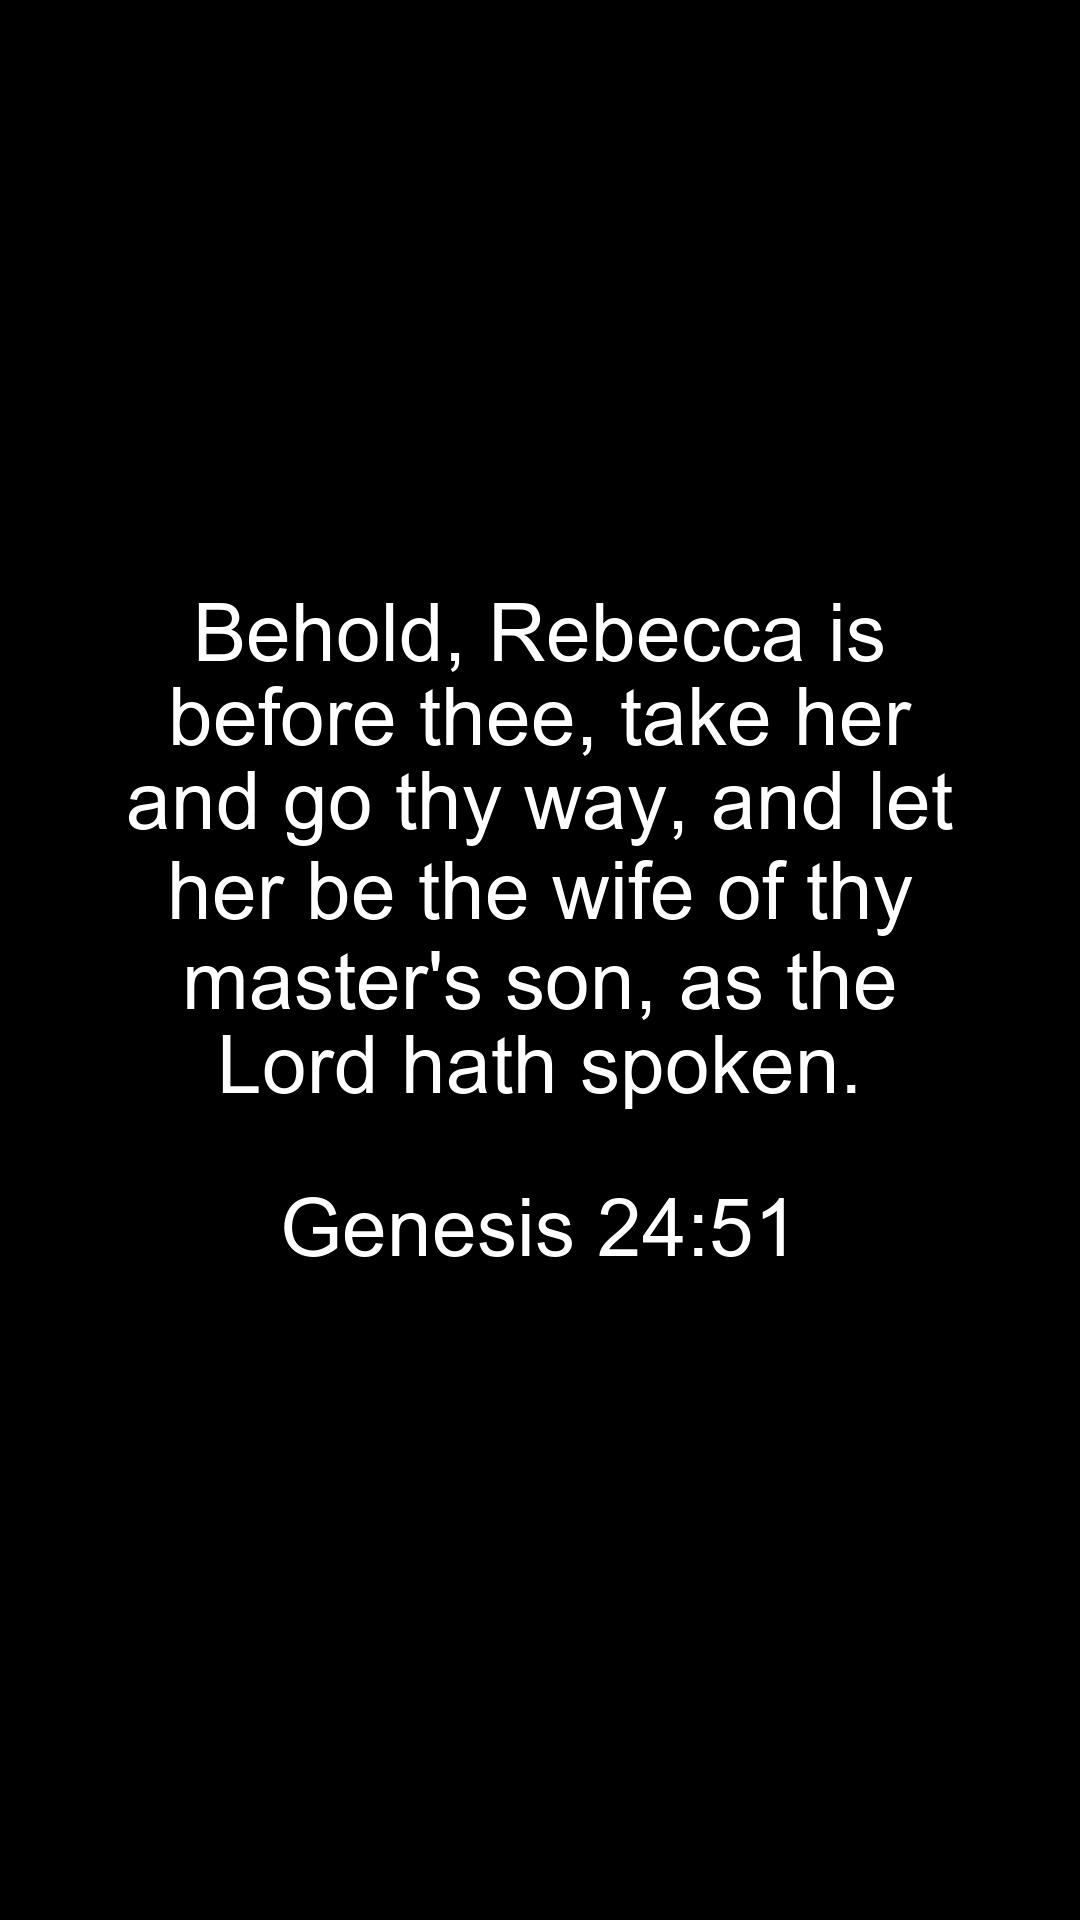 Behold, Rebecca is
before thee, take her
and go thy way, and let
her be the wife of thy
master's son, as the
Lord hath spoken.
Genesis 24:51